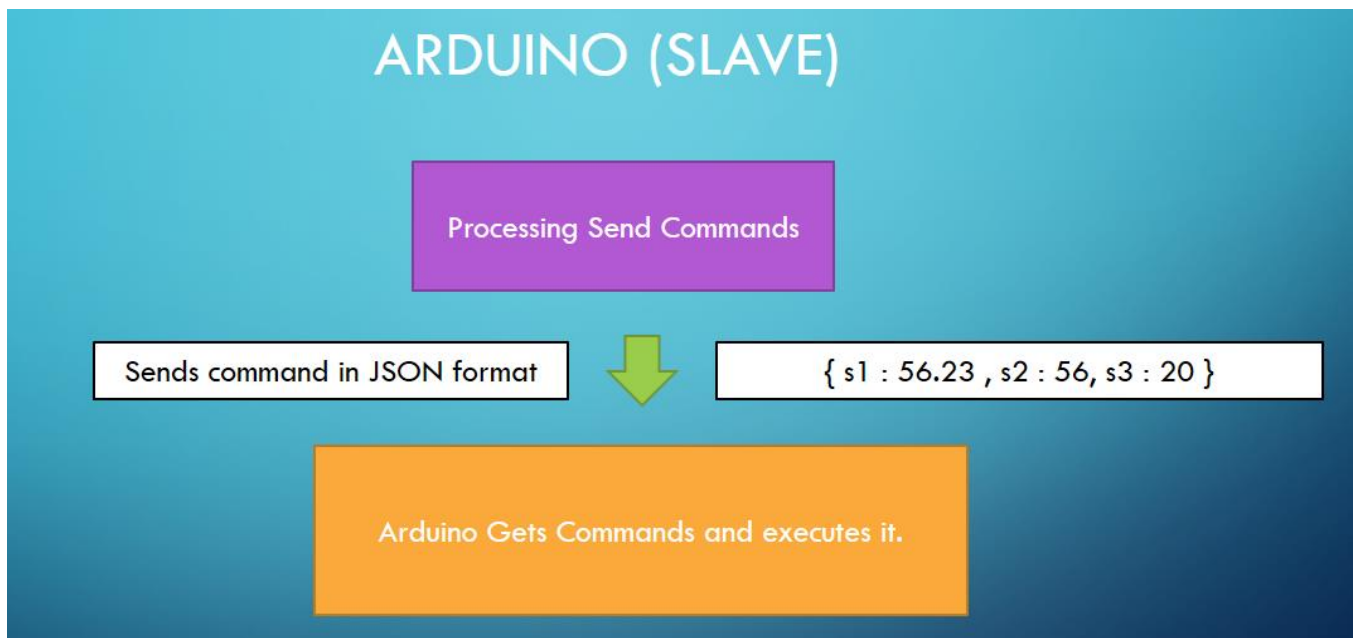 ARDUINO (SLAVE)
Processing Send Commands
Sends command in JSON format
{ s1 : 56.23 , s2 : 56, s3 : 20 }
Arduino Gets Commands and executes it.